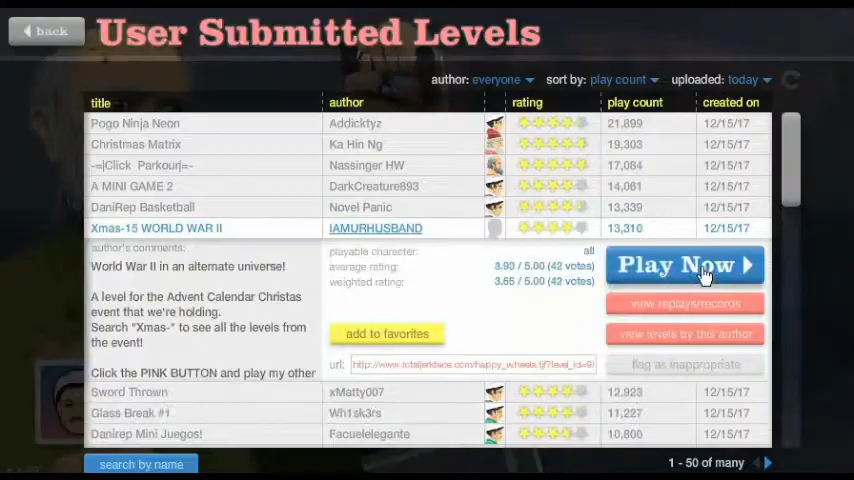 back
User Submitted Levels
author: everyone sort by: play count uploaded: today
title author rating play count created on
Pogo Ninja Neon Addicktyz 21,899 12/15/17
Christmas Matrix Ka Hin Ng 19,303 12/15/17
-=|Click Parkour|=- Nassinger HW 17,084 12/15/17
A MINI GAME 2 DarkCreature893 14,061 12/15/17
DaniRep Basketball Novel Panic 13,339 12/15/17
Xmas-15 WORLD WAR II IAMURHUSBAND 13,310 12/15/17
author's comments:
World War II in an alternate universe!
A level for the Advent Calendar Christas
event that we're holding.
Search "Xmas-" to see all the levels from
the event!
Click the PINK BUTTON and play my other
playable character: all
average rating: 3.93 / 5.00 (42 votes)
weighted rating: 3.65 / 5.00 (42 votes)
add to favorites
url: http://www.totaljerkface.com/happy_wheels.tjf?level_id=9
Play Now
view replays/records
view levels by this author
flag as inappropriate
Sword Thrown xMatty007 12,923 12/15/17
Glass Break #1 Wh1sk3rs 11,227 12/15/17
Danirep Mini Juegos! Facuelelegante 10,800 12/15/17
search by name
1 - 50 of many